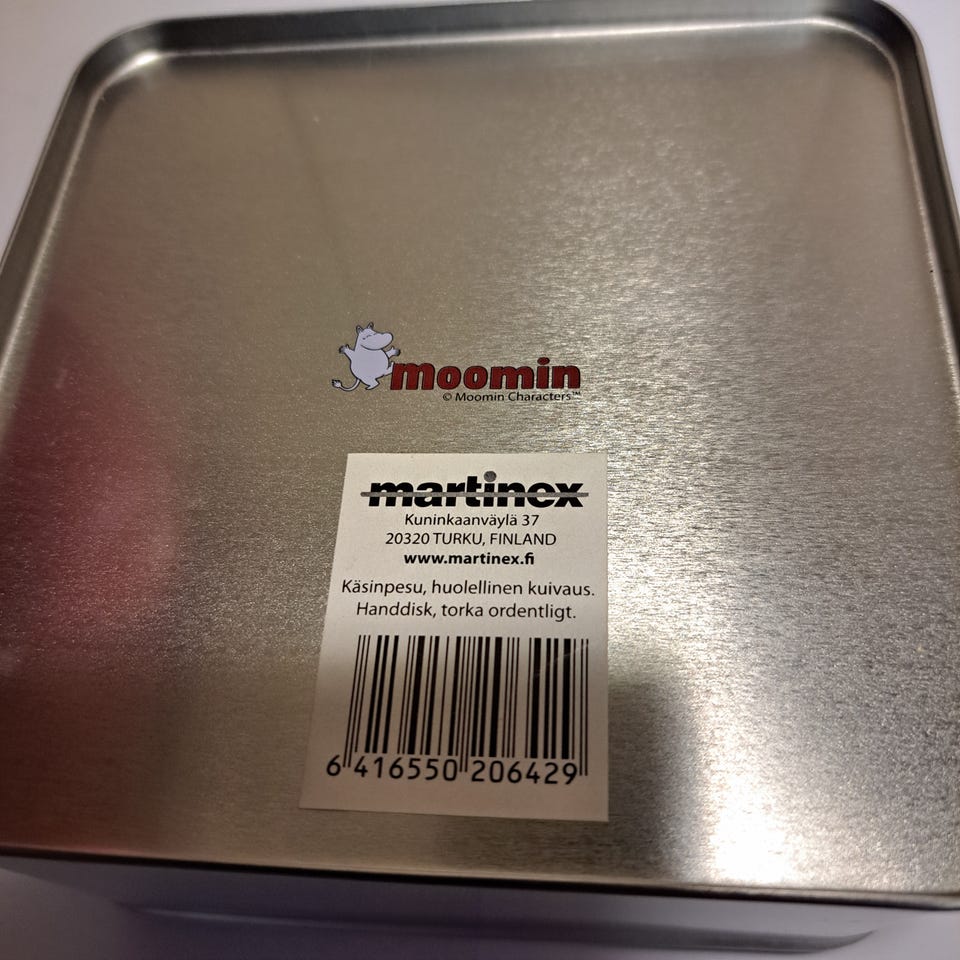 moomin
© Moomin Characters™
martinex
Kuninkaanväylä 37
20320 TURKU, FINLAND
www.martinex.fi
Käsinpesu, huolellinen kuivaus.
Handdisk, torka ordentligt.
6 416550 206429